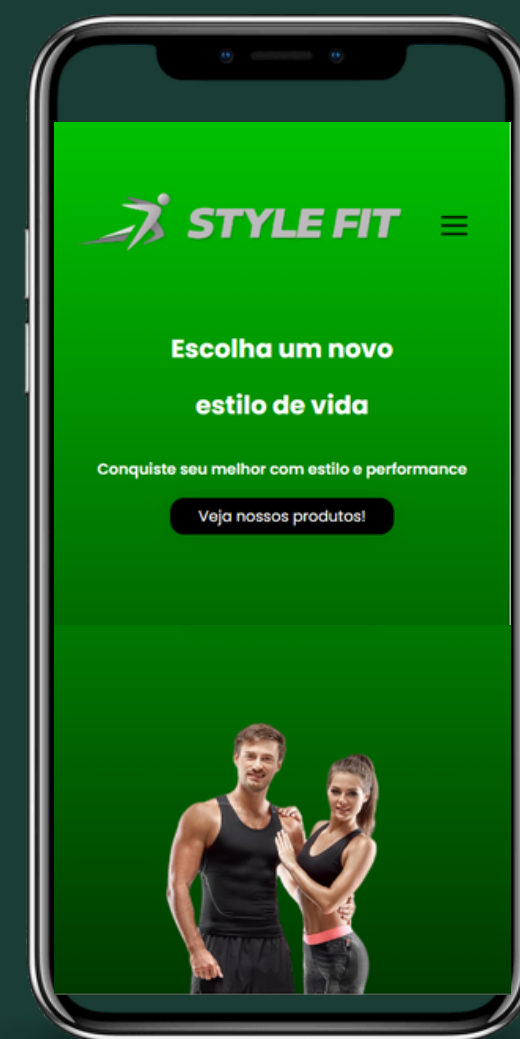 STYLE FIT
Escolha um novo
estilo de vida
Conquiste seu melhor com estilo e performance
Veja nossos produtos!